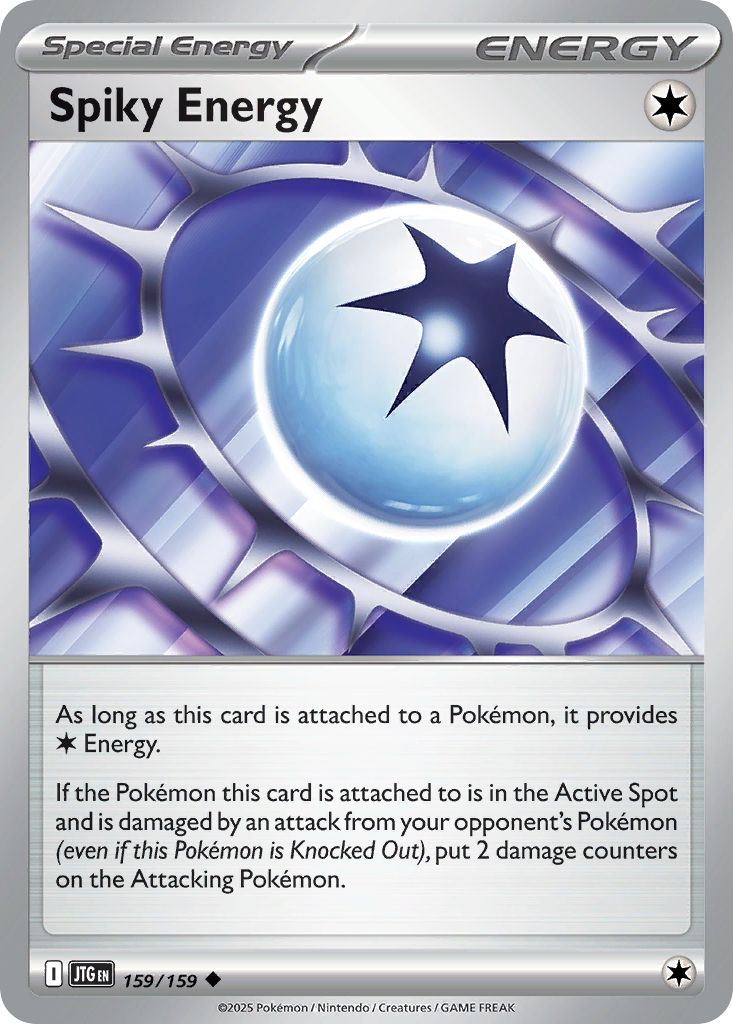 Special Energy
ENERGY
Spiky Energy
As long as this card is attached to a Pokémon, it provides
Energy.
If the Pokémon this card is attached to is in the Active Spot
and is damaged by an attack from your opponent's Pokémon
(even if this Pokémon is Knocked Out), put 2 damage counters
on the Attacking Pokémon.
I JTG EN 159/159
©2025 Pokémon / Nintendo / Creatures / GAME FREAK